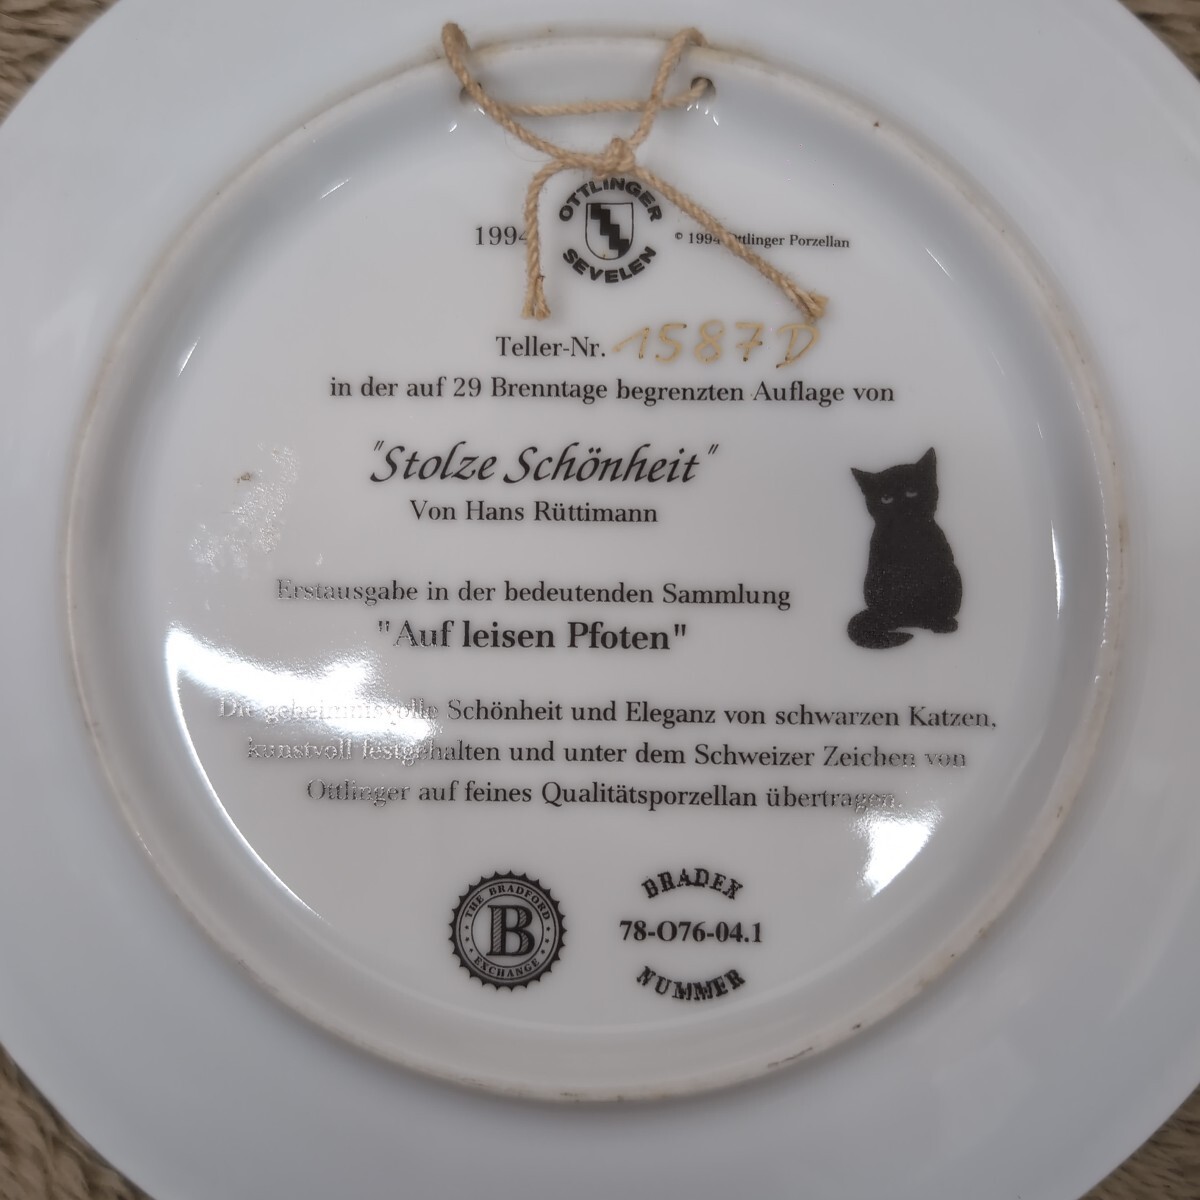 OTTLINGER
1994
© 1994 Ottlinger Porzellan
SEVELEN
Teller-Nr. 1587D
in der auf 29 Brenntage begrenzten Auflage von
"Stolze Schönheit"
Von Hans Rüttimann
Erstausgabe in der bedeutenden Sammlung
"Auf leisen Pfoten"
Die geheimnisvolle Schönheit und Eleganz von schwarzen Katzen,
kunstvoll festgehalten und unter dem Schweizer Zeichen von
Ottlinger auf feines Qualitätsporzellan übertragen.
THE BRADFORD
B
EXCHANGE
BRADEX
78-O76-04.1
NUMMER